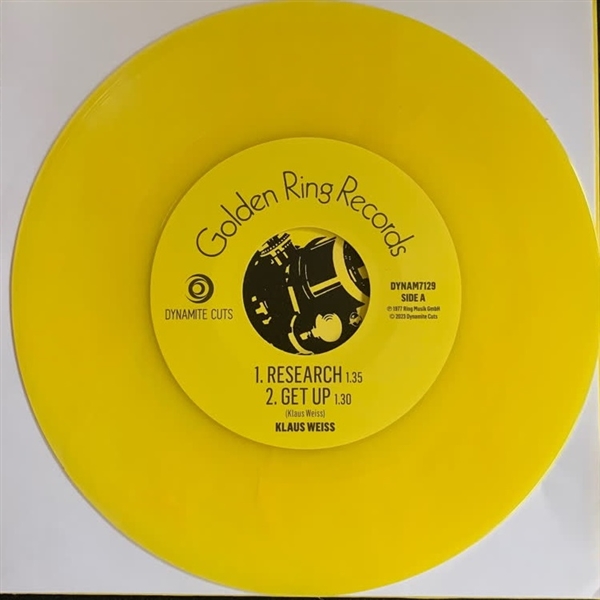 Golden Ring Records
DYNAMITE CUTS
DYNAM7129
SIDE A
℗ 1977 Ring Musik GmbH
© 2023 Dynamite Cuts
1. RESEARCH 1.35
2. GET UP 1.30
(Klaus Weiss)
KLAUS WEISS